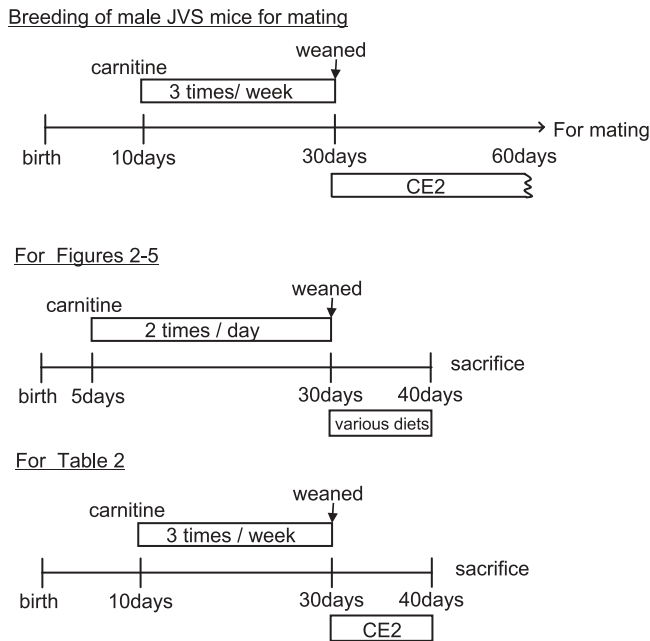 Breeding of male JVS mice for mating
weaned
carnitine
3 times/ week
For mating
birth 10days 30days 60days
CE2
For Figures 2-5
weaned
carnitine
2 times / day
sacrifice
birth 5days 30days 40days
various diets
For Table 2
weaned
carnitine
3 times / week
sacrifice
birth 10days 30days 40days
CE2